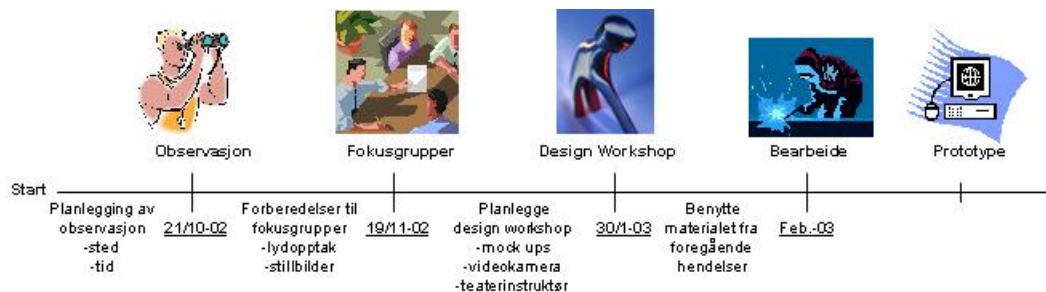 Observasjon
Fokusgrupper
Design Workshop
Bearbeide
Prototype
Start
Planlegging av
observasjon
-sted
-tid
21/10-02
Forberedelser til
fokusgrupper
-lydopptak
-stillbilder
19/11-02
Planlegge
design workshop
-mock ups
-videokamera
-teaterinstruktør
30/1-03
Benytte
materialet fra
foregående
hendelser
Feb.-03